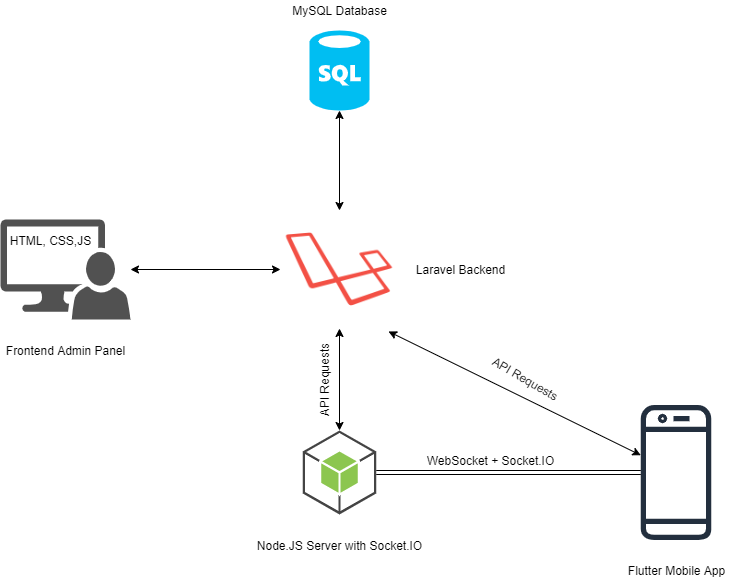 MySQL Database
SQL
HTML, CSS,JS
Laravel Backend
Frontend Admin Panel
API Requests
API Requests
WebSocket + Socket.IO
Node.JS Server with Socket.IO
Flutter Mobile App